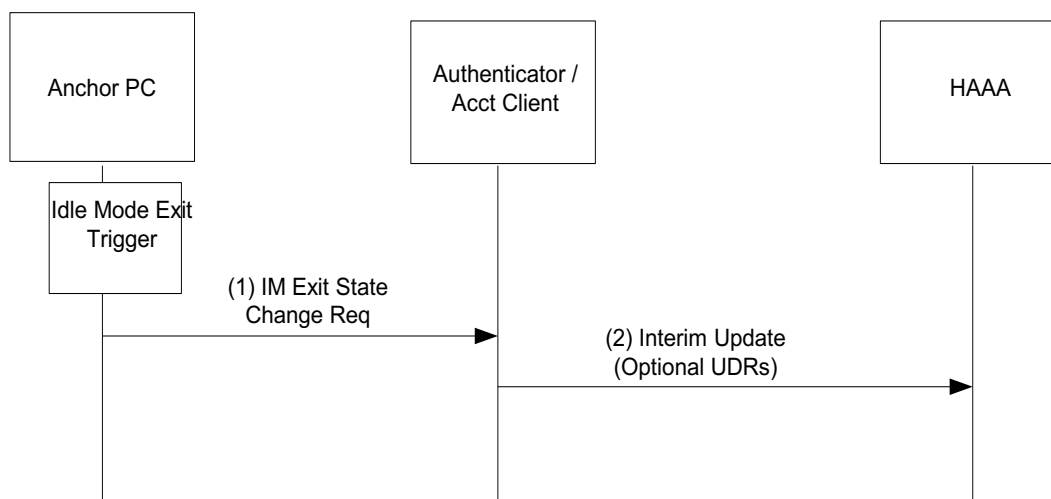 Anchor PC
Authenticator /
Acct Client
HAAA
Idle Mode Exit
Trigger
(1) IM Exit State
Change Req
(2) Interim Update
(Optional UDRs)